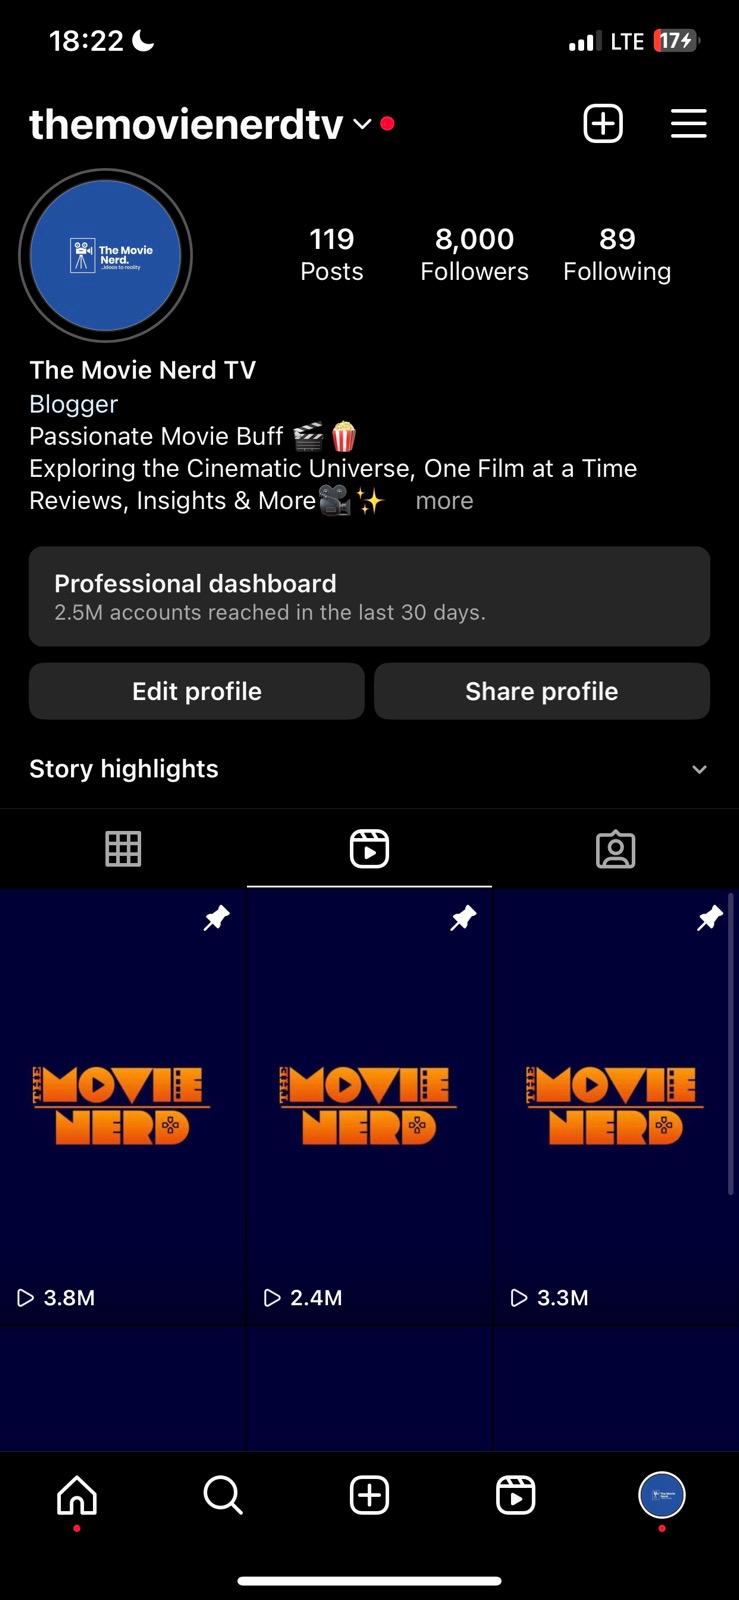 18:22
LTE 17
themovienerdtv
The Movie
Nerd.
..ideas to reality
119 8,000 89
Posts Followers Following
The Movie Nerd TV
Blogger
Passionate Movie Buff 🎬 🍿
Exploring the Cinematic Universe, One Film at a Time
Reviews, Insights & More🎥✨ more
Professional dashboard
2.5M accounts reached in the last 30 days.
Edit profile Share profile
Story highlights
THE MOVIE THE MOVIE THE MOVIE
NERD NERD NERD
3.8M 2.4M 3.3M